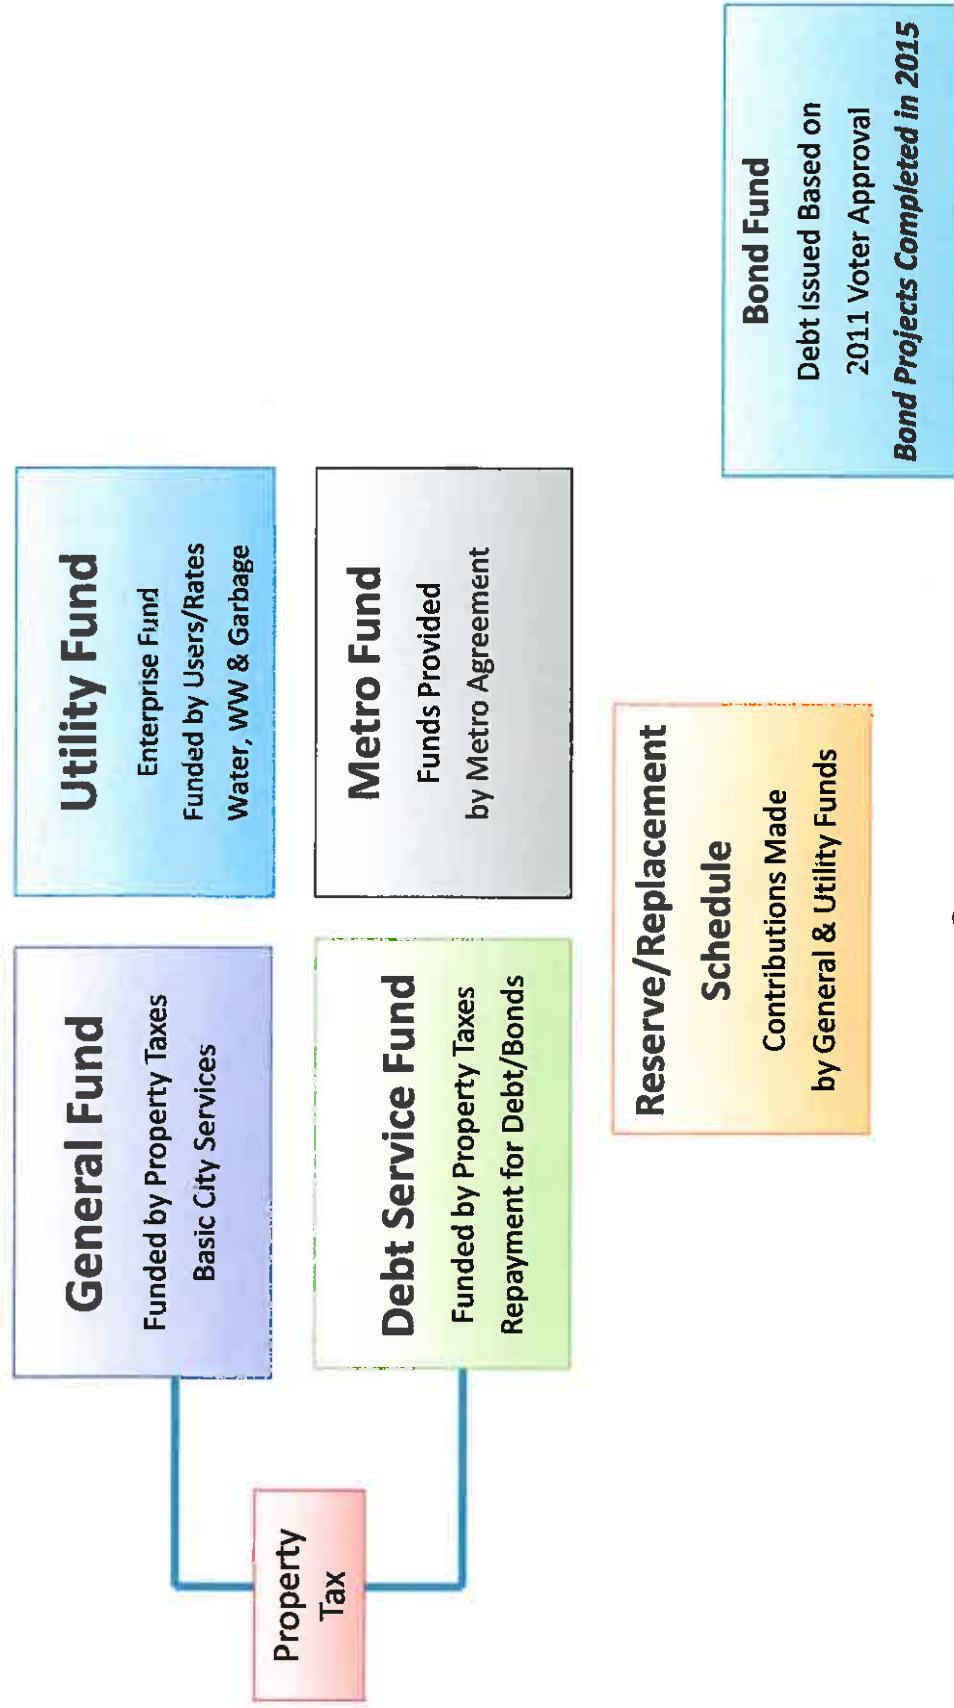 General Fund
Funded by Property Taxes
Basic City Services
Utility Fund
Enterprise Fund
Funded by Users/Rates
Water, WW & Garbage
Property
Tax
Debt Service Fund
Funded by Property Taxes
Repayment for Debt/Bonds
Metro Fund
Funds Provided
by Metro Agreement
Reserve/Replacement
Schedule
Contributions Made
by General & Utility Funds
Bond Fund
Debt Issued Based on
2011 Voter Approval
Bond Projects Completed in 2015